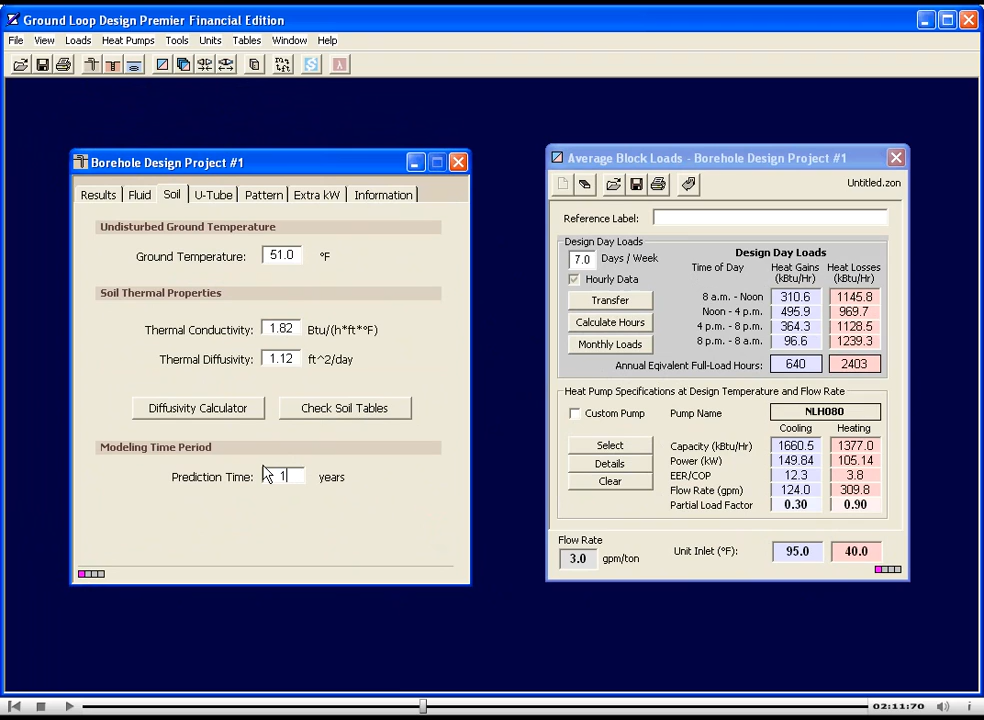 Ground Loop Design Premier Financial Edition
File View Loads Heat Pumps Tools Units Tables Window Help
Borehole Design Project #1
Results Fluid Soil U-Tube Pattern Extra kW Information
Undisturbed Ground Temperature
Ground Temperature: 51.0 °F
Soil Thermal Properties
Thermal Conductivity: 1.82 Btu/(h*ft*°F)
Thermal Diffusivity: 1.12 ft^2/day
Diffusivity Calculator Check Soil Tables
Modeling Time Period
Prediction Time: 1 years
Average Block Loads - Borehole Design Project #1
Untitled.zon
Reference Label:
Design Day Loads
7.0 Days / Week
Hourly Data
Transfer
Calculate Hours
Monthly Loads
Design Day Loads
Time of Day Heat Gains Heat Losses
(kBtu/Hr) (kBtu/Hr)
8 a.m. - Noon 310.6 1145.8
Noon - 4 p.m. 495.9 969.7
4 p.m. - 8 p.m. 364.3 1128.5
8 p.m. - 8 a.m. 96.6 1239.3
Annual Eqivalent Full-Load Hours: 640 2403
Heat Pump Specifications at Design Temperature and Flow Rate
Custom Pump Pump Name NLH080
Cooling Heating
Select
Details
Clear
Capacity (kBtu/Hr) 1660.5 1377.0
Power (kW) 149.84 105.14
EER/COP 12.3 3.8
Flow Rate (gpm) 124.0 309.8
Partial Load Factor 0.30 0.90
Flow Rate
3.0 gpm/ton
Unit Inlet (°F): 95.0 40.0
02:11:70